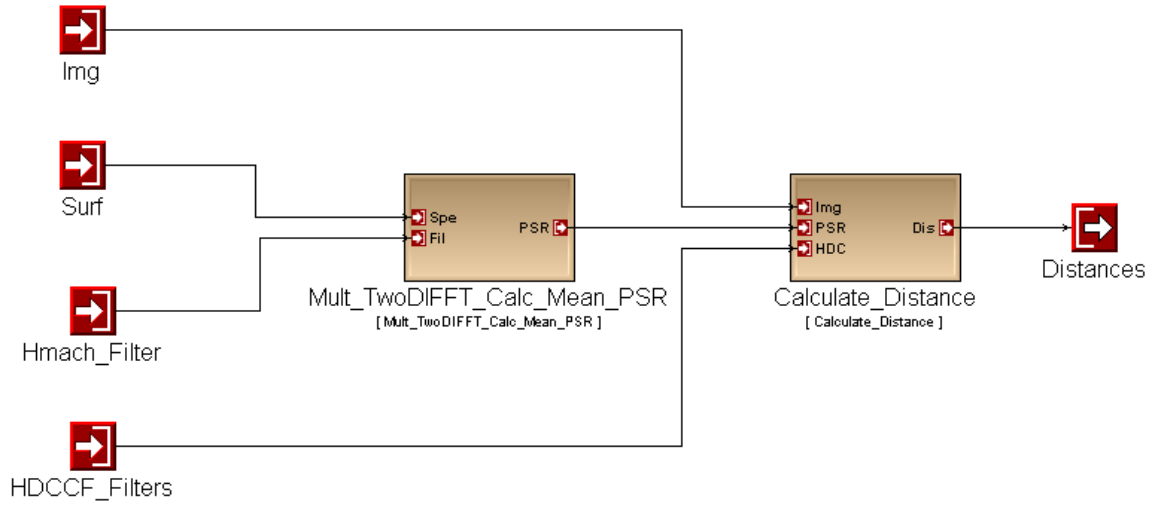 Img
Surf
Spe
Fil
PSR
Mult_TwoDIFFT_Calc_Mean_PSR
[ Mult_TwoDIFFT_Calc_Mean_PSR ]
Img
PSR
HDC
Dis
Calculate_Distance
[ Calculate_Distance ]
Distances
Hmach_Filter
HDCCF_Filters